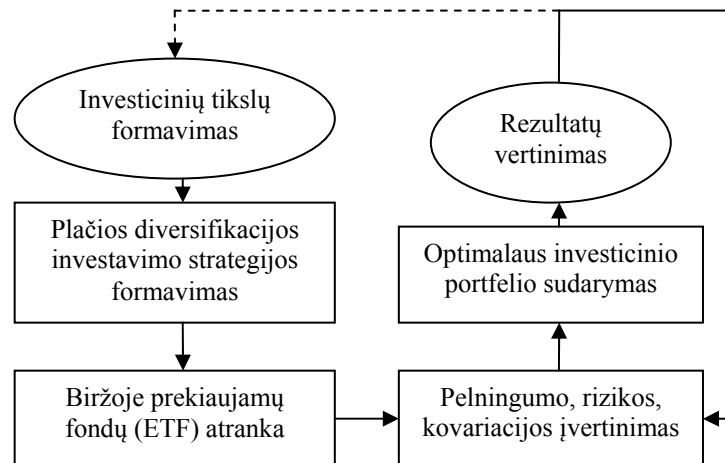 Investicinių tikslų
formavimas
Plačios diversifikacijos
investavimo strategijos
formavimas
Biržoje prekiaujamų
fondų (ETF) atranka
Pelningumo, rizikos,
kovariacijos įvertinimas
Optimalaus investicinio
portfelio sudarymas
Rezultatų
vertinimas